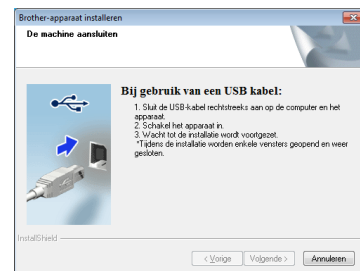 Brother-apparaat installeren
De machine aansluiten
Bij gebruik van een USB kabel:
1. Sluit de USB-kabel rechtstreeks aan op de computer en het
apparaat.
2. Schakel het apparaat in.
3. Wacht tot de installatie wordt voortgezet.
*Tijdens de installatie worden enkele vensters geopend en weer
gesloten.
InstallShield
< Vorige Volgende > Annuleren